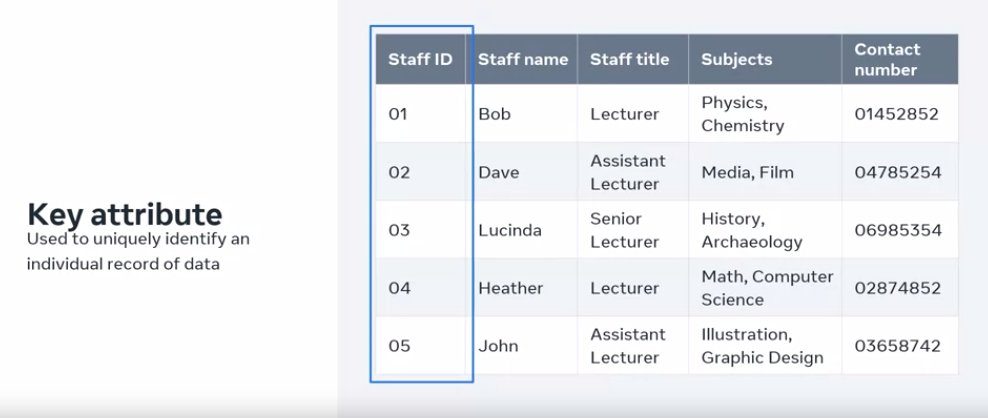 Key attribute
Used to uniquely identify an
individual record of data
Staff ID Staff name Staff title Subjects Contact number
01 Bob Lecturer Physics, Chemistry 01452852
02 Dave Assistant Lecturer Media, Film 04785254
03 Lucinda Senior Lecturer History, Archaeology 06985354
04 Heather Lecturer Math, Computer Science 02874852
05 John Assistant Lecturer Illustration, Graphic Design 03658742